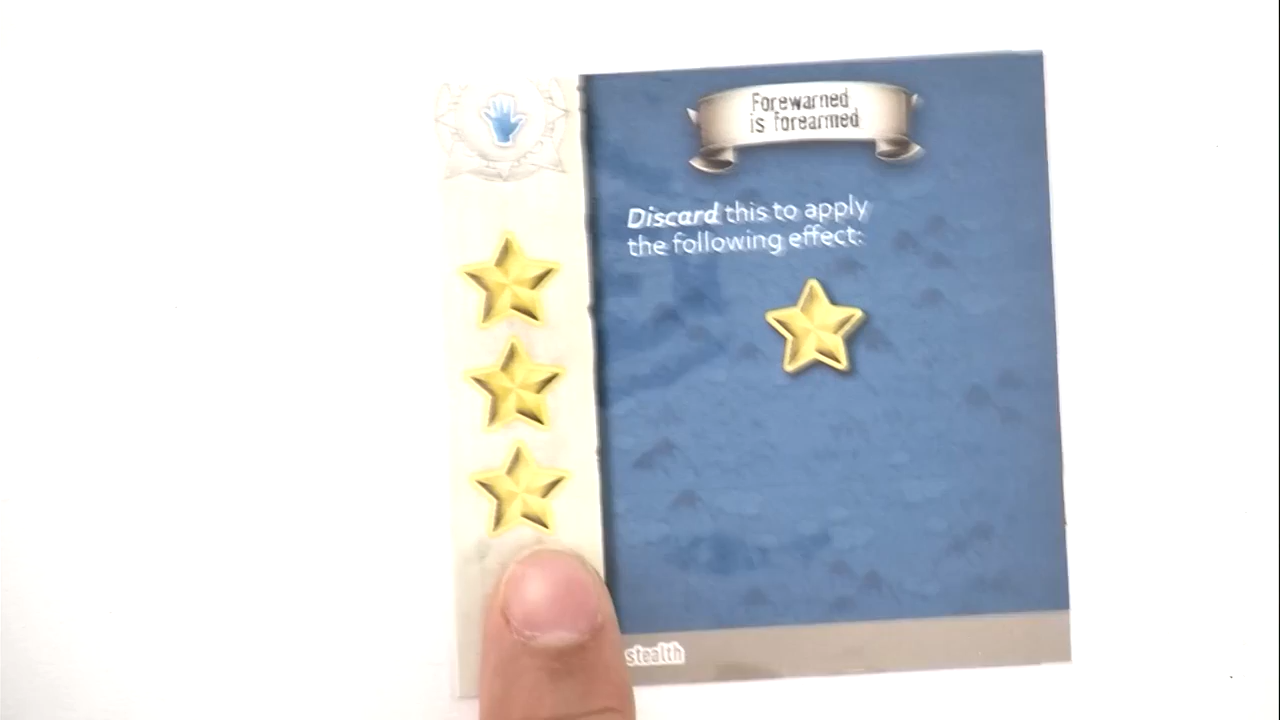 Forewarned
is forearmed
Discard this to apply
the following effect:
stealth